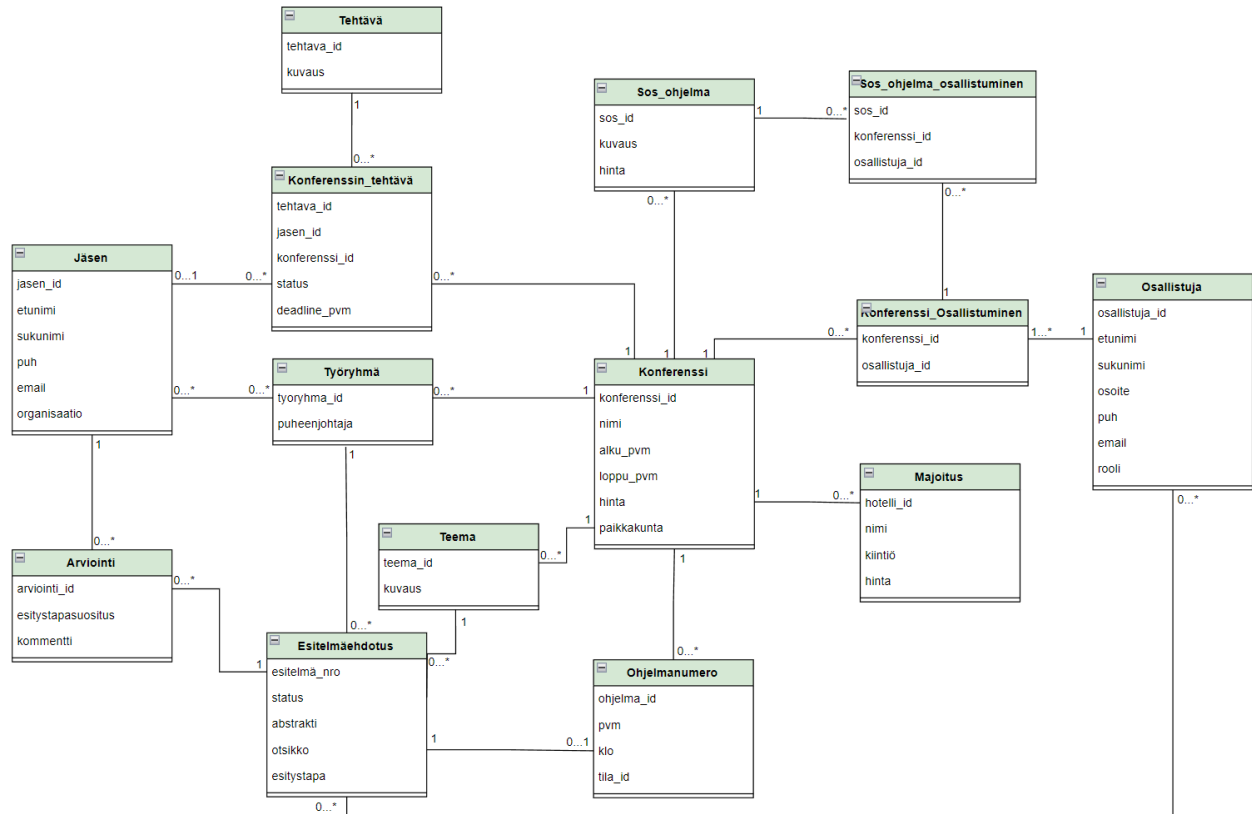 Tehtävä
tehtava_id
kuvaus
1
0...*
Konferenssin_tehtävä
tehtava_id
jasen_id
konferenssi_id
status
deadline_pvm
0...1
0...*
0...*
1
Sos_ohjelma
sos_id
kuvaus
hinta
1
0...*
0...*
1
Sos_ohjelma_osallistuminen
sos_id
konferenssi_id
osallistuja_id
0...*
1
Jäsen
jasen_id
etunimi
sukunimi
puh
email
organisaatio
0...*
0...*
1
0...*
Työryhmä
tyoryhma_id
puheenjohtaja
0...*
1
1
0...*
Konferenssi
konferenssi_id
nimi
alku_pvm
loppu_pvm
hinta
paikkakunta
1
0...*
Konferenssi_Osallistuminen
konferenssi_id
osallistuja_id
1...*
1
Osallistuja
osallistuja_id
etunimi
sukunimi
osoite
puh
email
rooli
0...*
Majoitus
hotelli_id
nimi
kiintiö
hinta
1
0...*
Teema
teema_id
kuvaus
1
0...*
1
0...*
Arviointi
arviointi_id
esitystapasuositus
kommentti
0...*
1
Esitelmäehdotus
esitelmä_nro
status
abstrakti
otsikko
esitystapa
0...*
1
0...1
Ohjelmanumero
ohjelma_id
pvm
klo
tila_id
1
0...*